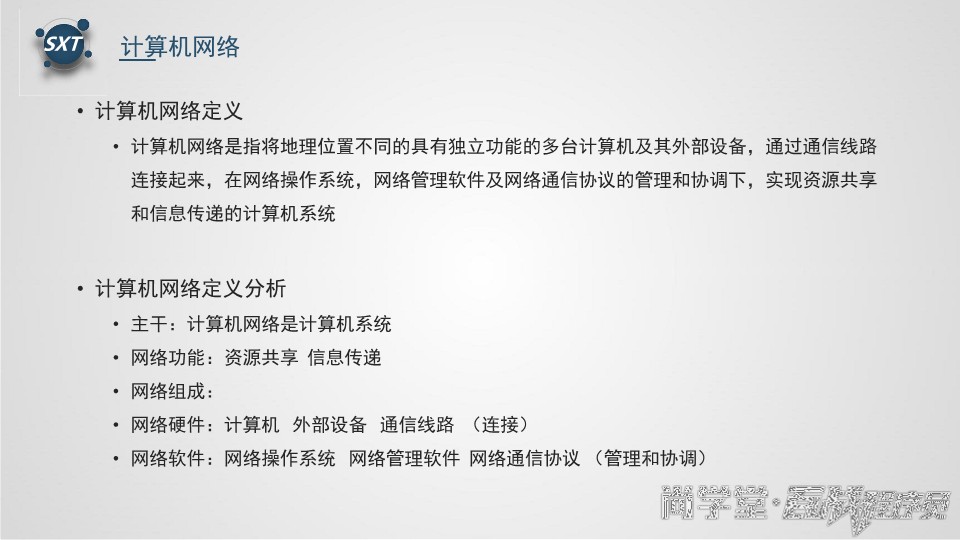 SXT
计算机网络
• 计算机网络定义
• 计算机网络是指将地理位置不同的具有独立功能的多台计算机及其外部设备，通过通信线路
连接起来，在网络操作系统，网络管理软件及网络通信协议的管理和协调下，实现资源共享
和信息传递的计算机系统
• 计算机网络定义分析
• 主干：计算机网络是计算机系统
• 网络功能：资源共享 信息传递
• 网络组成：
• 网络硬件：计算机 外部设备 通信线路 （连接）
• 网络软件：网络操作系统 网络管理软件 网络通信协议 （管理和协调）
尚学堂·百战程序员